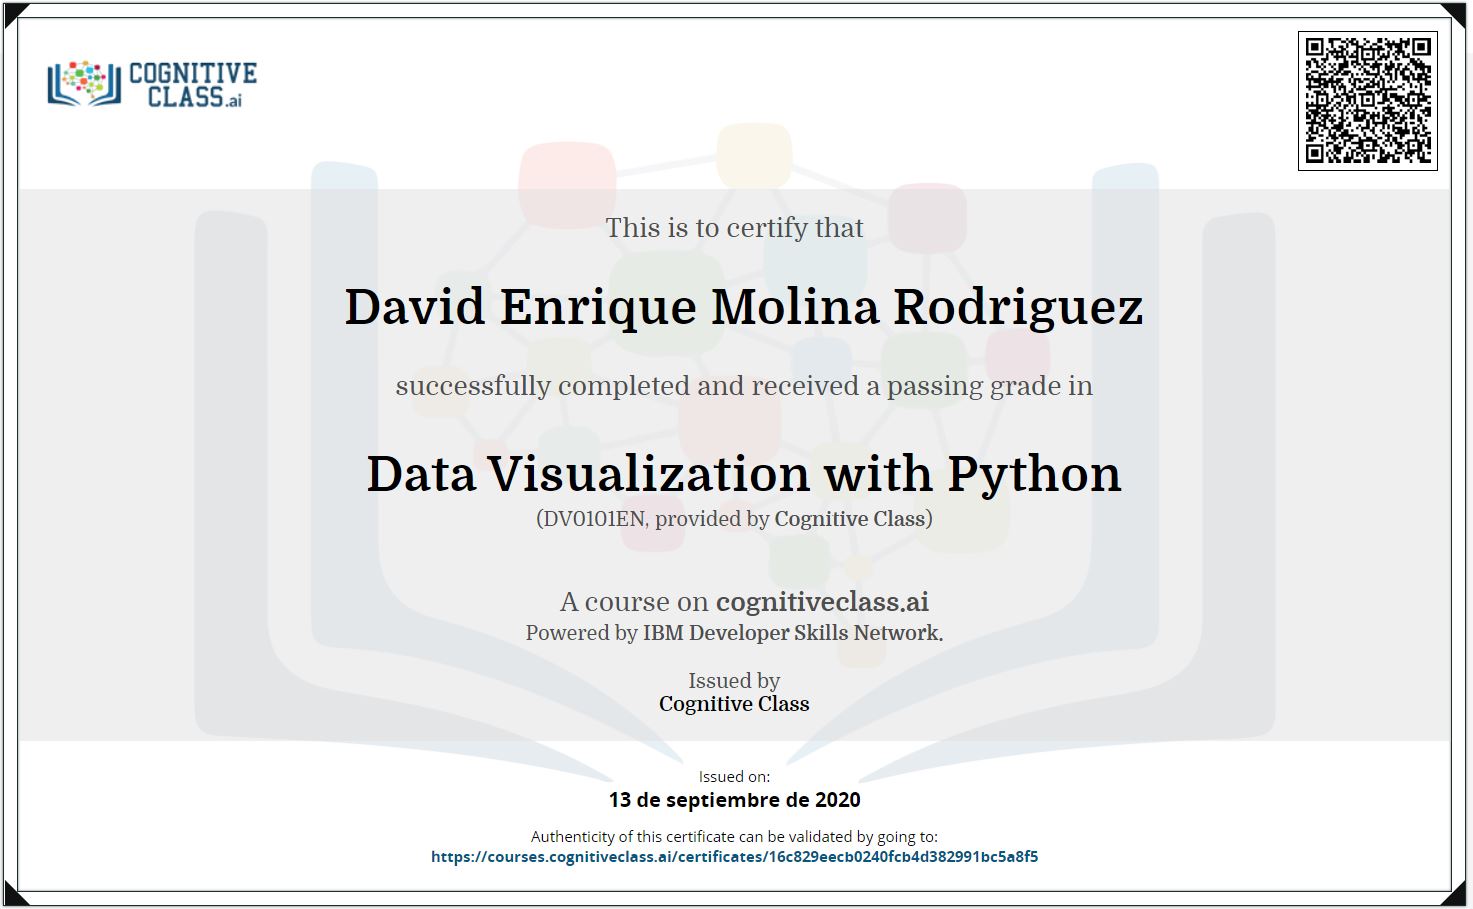 COGNITIVE
CLASS.ai
This is to certify that
David Enrique Molina Rodriguez
successfully completed and received a passing grade in
Data Visualization with Python
(DV0101EN, provided by Cognitive Class)
A course on cognitiveclass.ai
Powered by IBM Developer Skills Network.
Issued by
Cognitive Class
Issued on:
13 de septiembre de 2020
Authenticity of this certificate can be validated by going to:
https://courses.cognitiveclass.ai/certificates/16c829eecb0240fcb4d382991bc5a8f5